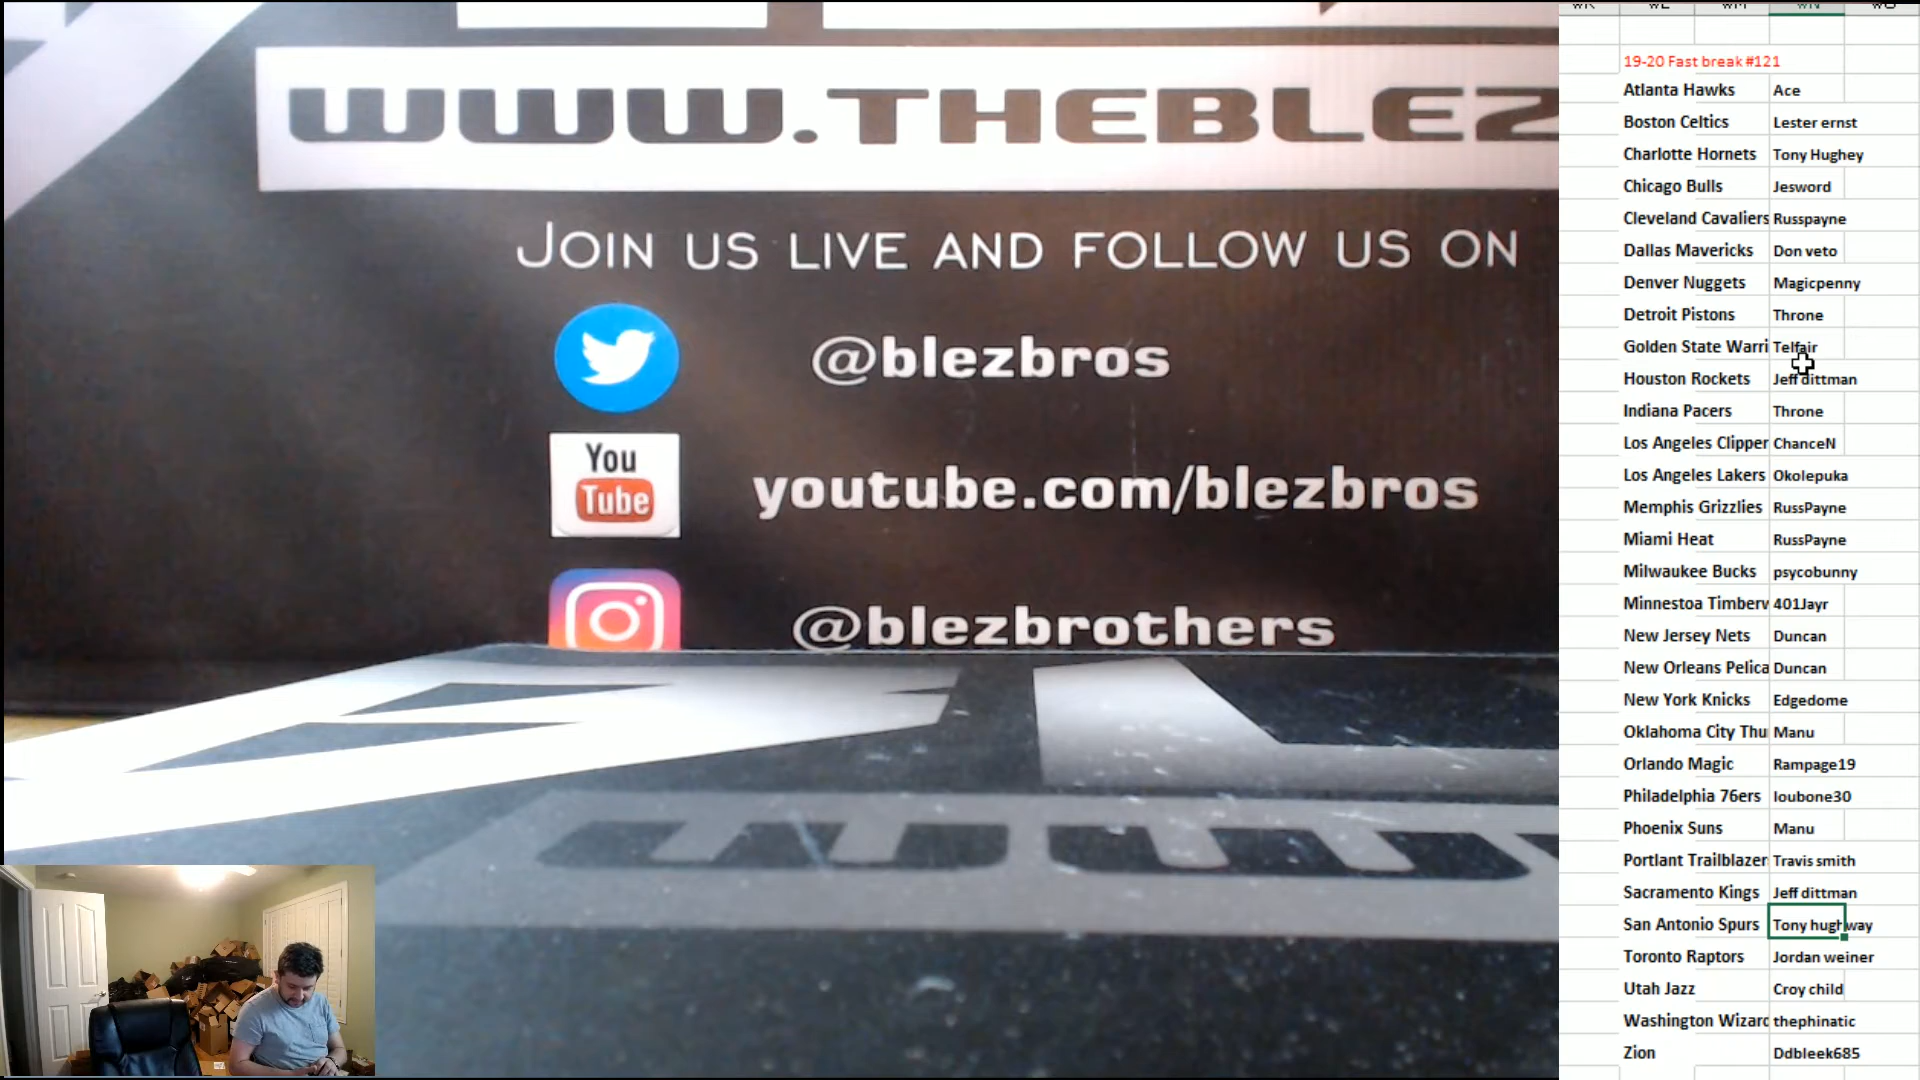 WWW.THEBLEZ
JOIN US LIVE AND FOLLOW US ON
@blezbros
You
Tube
youtube.com/blezbros
@blezbrothers
WN
19-20 Fast break #121
Atlanta Hawks Ace
Boston Celtics Lester ernst
Charlotte Hornets Tony Hughey
Chicago Bulls Jesword
Cleveland Cavaliers Russpayne
Dallas Mavericks Don veto
Denver Nuggets Magicpenny
Detroit Pistons Throne
Golden State Warri Telfair
Houston Rockets Jeff dittman
Indiana Pacers Throne
Los Angeles Clipper ChanceN
Los Angeles Lakers Okolepuka
Memphis Grizzlies RussPayne
Miami Heat RussPayne
Milwaukee Bucks psycobunny
Minnestoa Timberw 401Jayr
New Jersey Nets Duncan
New Orleans Pelica Duncan
New York Knicks Edgedome
Oklahoma City Thu Manu
Orlando Magic Rampage19
Philadelphia 76ers loubone30
Phoenix Suns Manu
Portlant Trailblazer Travis smith
Sacramento Kings Jeff dittman
San Antonio Spurs Tony hughway
Toronto Raptors Jordan weiner
Utah Jazz Croy child
Washington Wizard thephinatic
Zion Ddbleek685